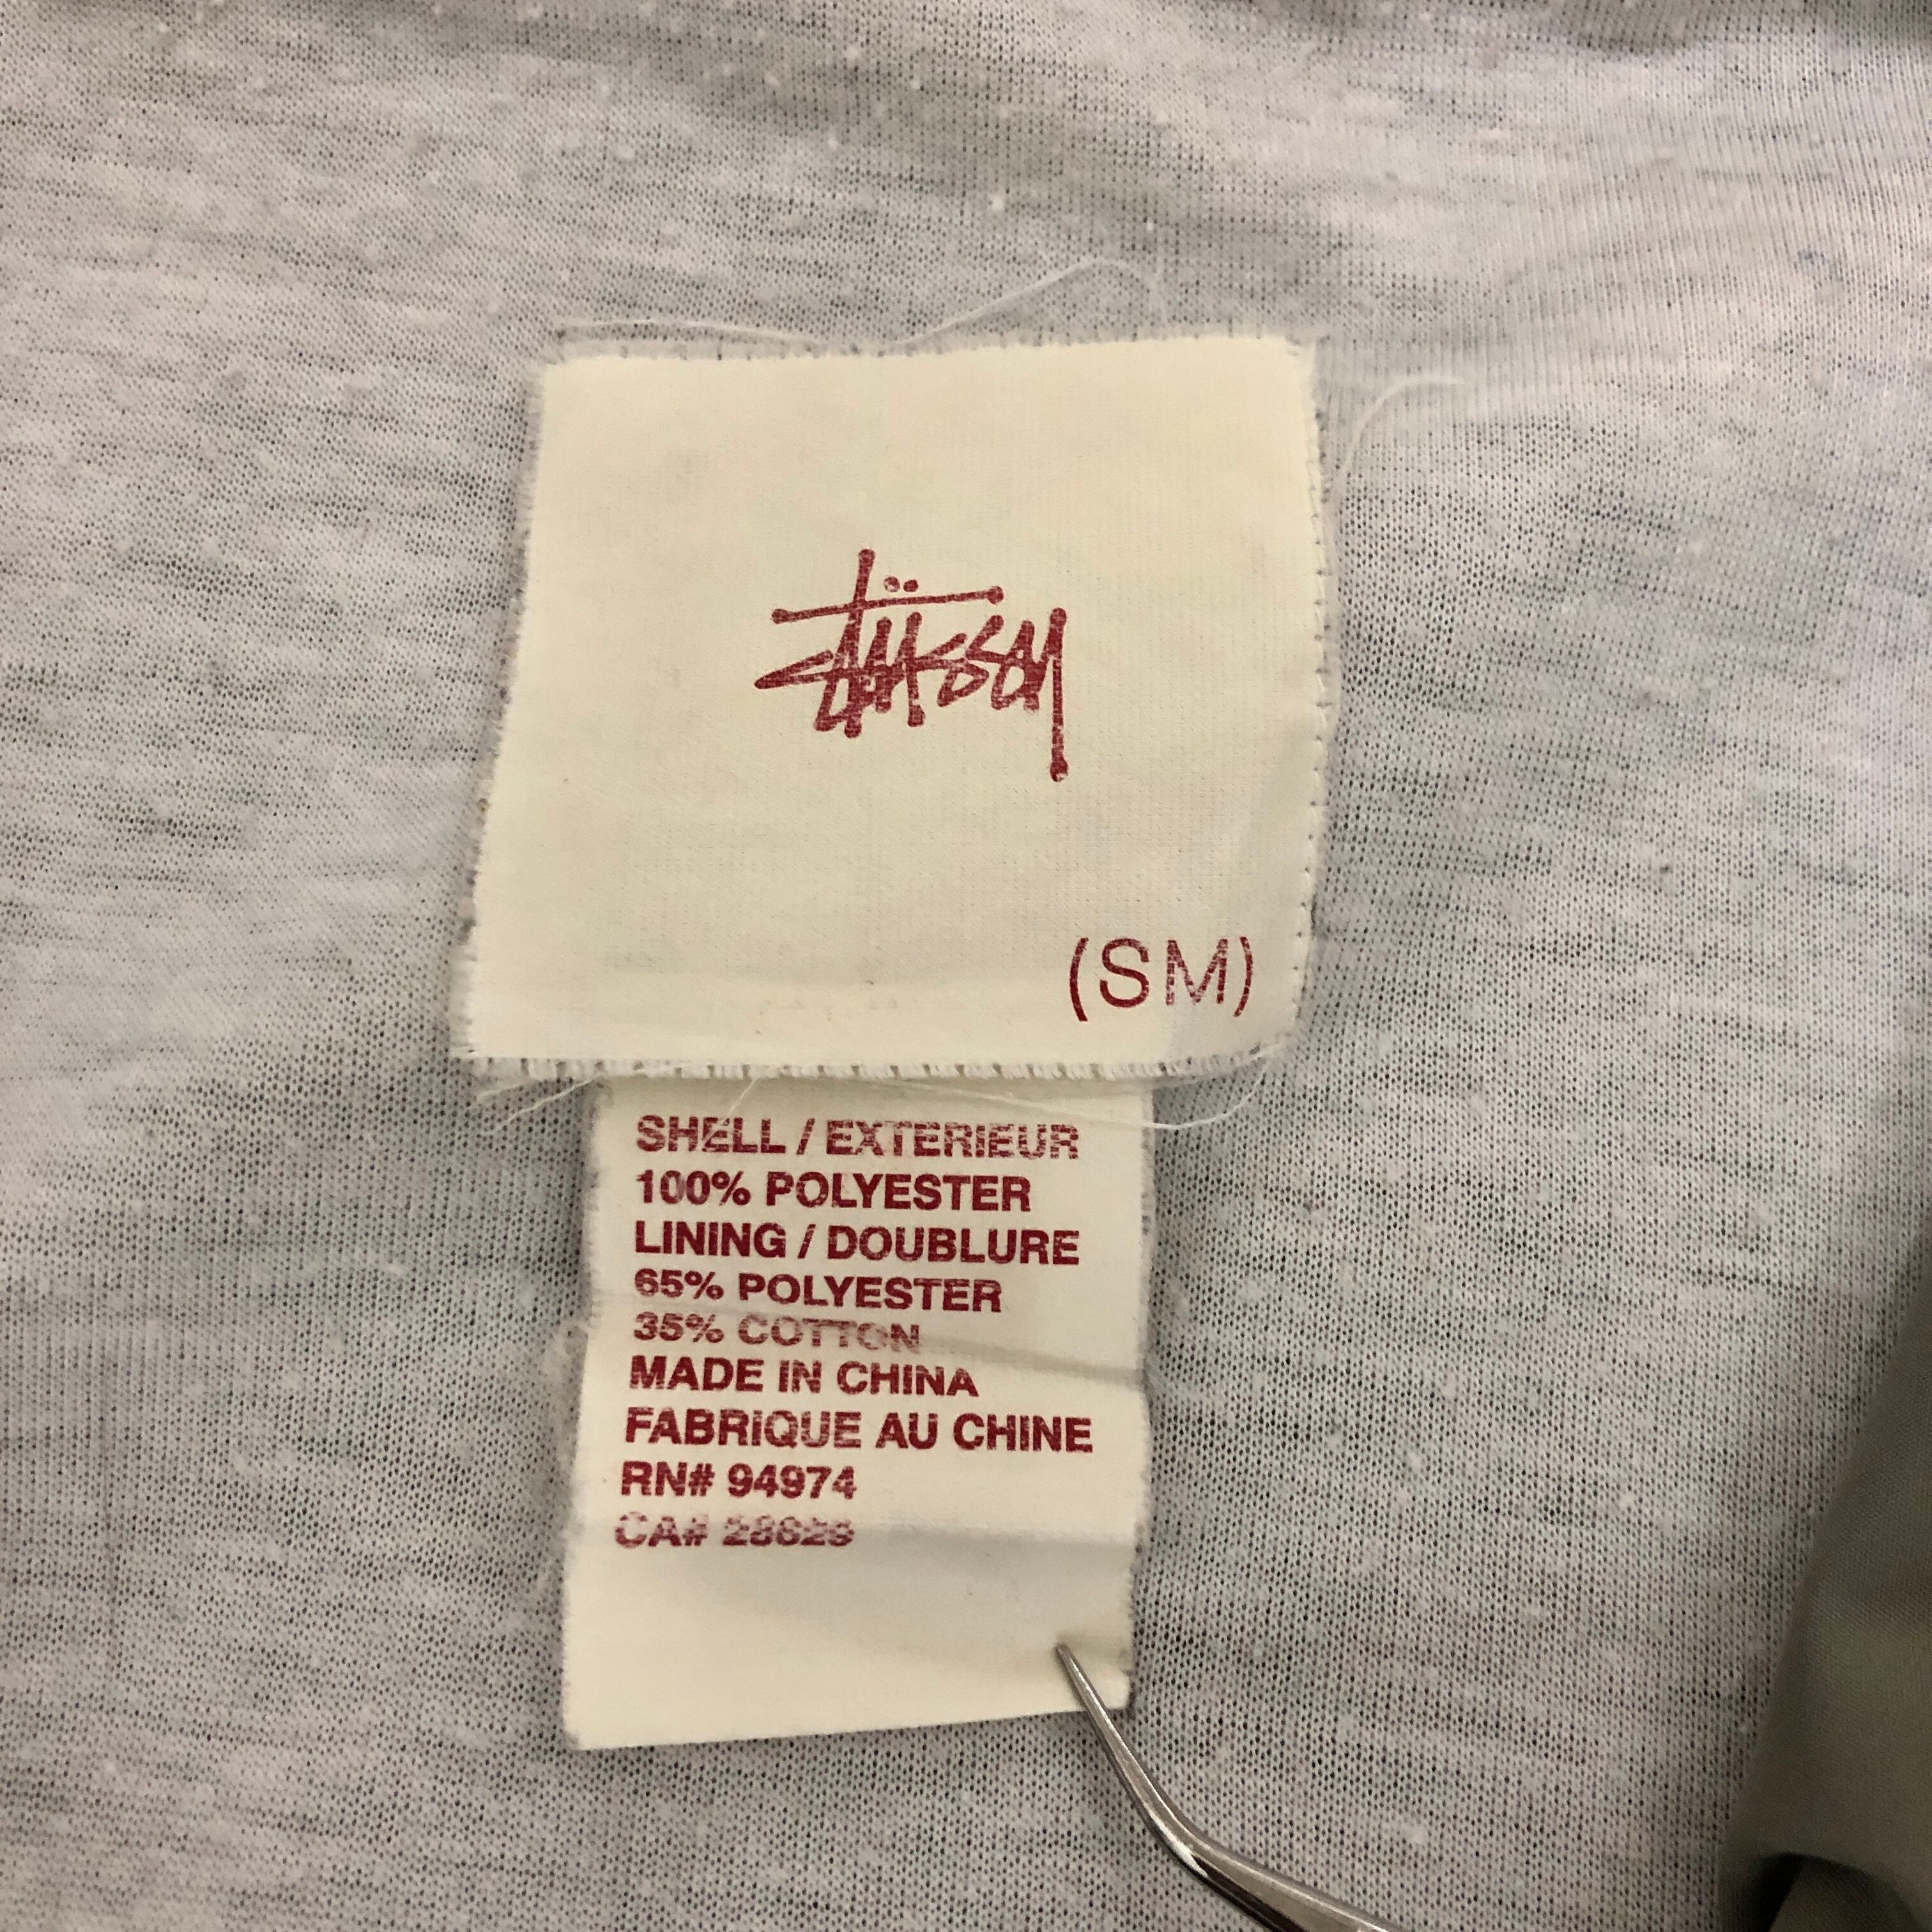 Stüssy
(SM)
SHELL / EXTERIEUR
100% POLYESTER
LINING / DOUBLURE
65% POLYESTER
35% COTTON
MADE IN CHINA
FABRIQUE AU CHINE
RN# 94974
CA#